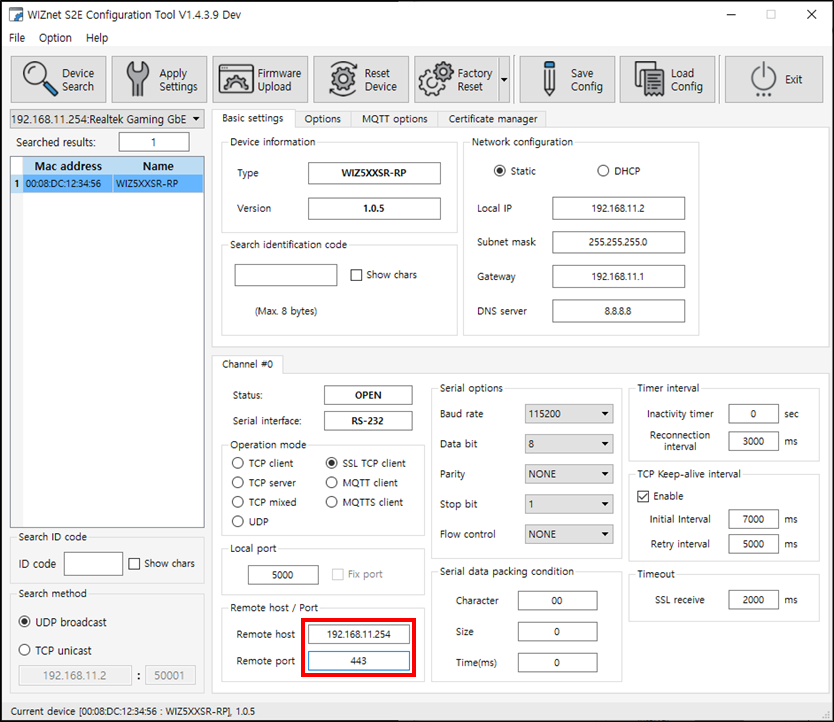 WIZnet S2E Configuration Tool V1.4.3.9 Dev
File Option Help
Device Search
Apply Settings
Firmware Upload
Reset Device
Factory Reset
Save Config
Load Config
Exit
192.168.11.254:Realtek Gaming GbE
Searched results: 1
Mac address Name
1 00:08:DC:12:34:56 WIZ5XXSR-RP
Search ID code
ID code Show chars
Search method
UDP broadcast
TCP unicast
192.168.11.2 : 50001
Basic settings Options MQTT options Certificate manager
Device information
Type WIZ5XXSR-RP
Version 1.0.5
Search identification code
Show chars
(Max. 8 bytes)
Network configuration
Static DHCP
Local IP 192.168.11.2
Subnet mask 255.255.255.0
Gateway 192.168.11.1
DNS server 8.8.8.8
Channel #0
Status: OPEN
Serial interface: RS-232
Operation mode
TCP client SSL TCP client
TCP server MQTT client
TCP mixed MQTTS client
UDP
Local port
5000 Fix port
Remote host / Port
Remote host 192.168.11.254
Remote port 443
Serial options
Baud rate 115200
Data bit 8
Parity NONE
Stop bit 1
Flow control NONE
Serial data packing condition
Character 00
Size 0
Time(ms) 0
Timer interval
Inactivity timer 0 sec
Reconnection interval 3000 ms
TCP Keep-alive interval
Enable
Initial Interval 7000 ms
Retry interval 5000 ms
Timeout
SSL receive 2000 ms
Current device [00:08:DC:12:34:56 : WIZ5XXSR-RP], 1.0.5